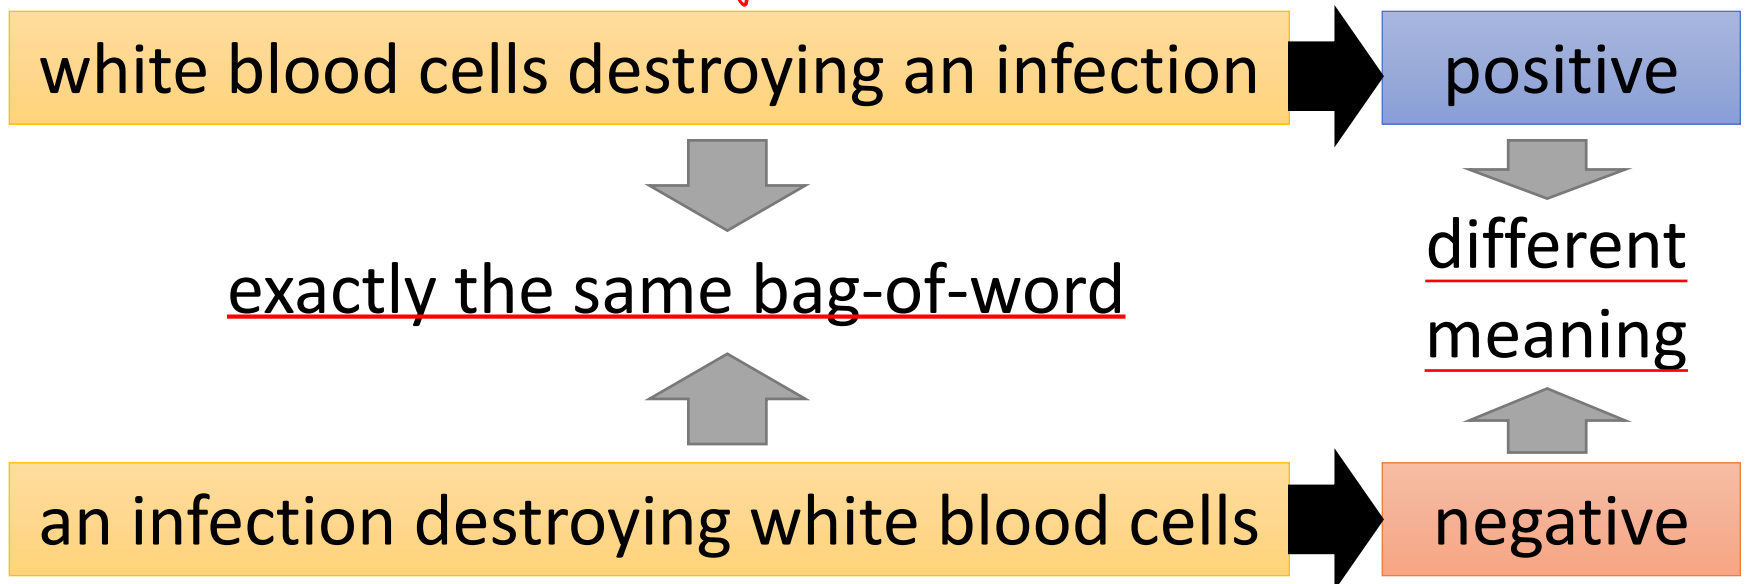 white blood cells destroying an infection
positive
exactly the same bag-of-word
different
meaning
an infection destroying white blood cells
negative